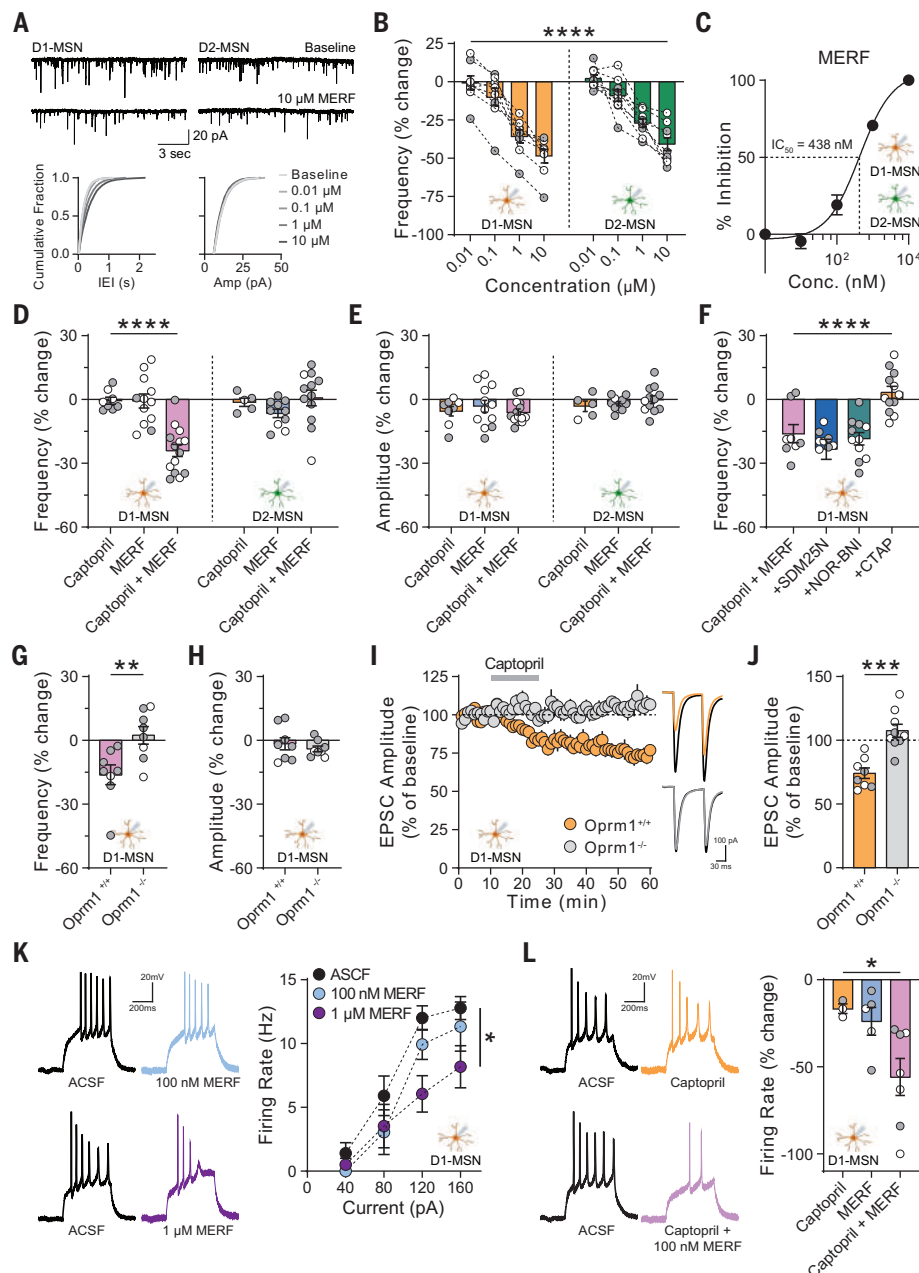 A
D1-MSN
D2-MSN
Baseline
10 µM MERF
20 pA
3 sec
Cumulative Fraction
1.0
0.5
0.0
0 1 2
IEI (s)
0 25 50
Amp (pA)
Baseline
0.01 µM
0.1 µM
1 µM
10 µM
B
****
Frequency (% change)
25
0
-25
-50
-75
-100
D1-MSN
D2-MSN
0.01 0.1 1 10 0.01 0.1 1 10
Concentration (µM)
C
MERF
% Inhibition
100
50
0
IC50 = 438 nM
D1-MSN
D2-MSN
10² 10⁴
Conc. (nM)
D
****
Frequency (% change)
30
0
-30
-60
D1-MSN
D2-MSN
Captopril
MERF
Captopril + MERF
Captopril
MERF
Captopril + MERF
E
Amplitude (% change)
30
0
-30
-60
D1-MSN
D2-MSN
Captopril
MERF
Captopril + MERF
Captopril
MERF
Captopril + MERF
F
****
Frequency (% change)
30
0
-30
-60
D1-MSN
Captopril + MERF
+SDM25N
+NOR-BNI
+CTAP
G
**
Frequency (% change)
30
0
-30
-60
D1-MSN
Oprm1 +/+
Oprm1 -/-
H
Amplitude (% change)
30
0
-30
-60
D1-MSN
Oprm1 +/+
Oprm1 -/-
I
Captopril
EPSC Amplitude
(% of baseline)
125
100
75
50
25
0
Oprm1+/+
Oprm1-/-
D1-MSN
0 10 20 30 40 50 60
Time (min)
100 pA
30 ms
J
***
EPSC Amplitude
(% of baseline)
150
100
50
0
Oprm1 +/+
Oprm1 -/-
K
20mV
200ms
ACSF
100 nM MERF
ACSF
1 µM MERF
Firing Rate (Hz)
15
10
5
0
ASCF
100 nM MERF
1 µM MERF
*
D1-MSN
40 80 120 160
Current (pA)
L
20mV
200ms
ACSF
Captopril
ACSF
Captopril +
100 nM MERF
*
Firing Rate (% change)
0
-50
-100
D1-MSN
Captopril
MERF
Captopril + MERF